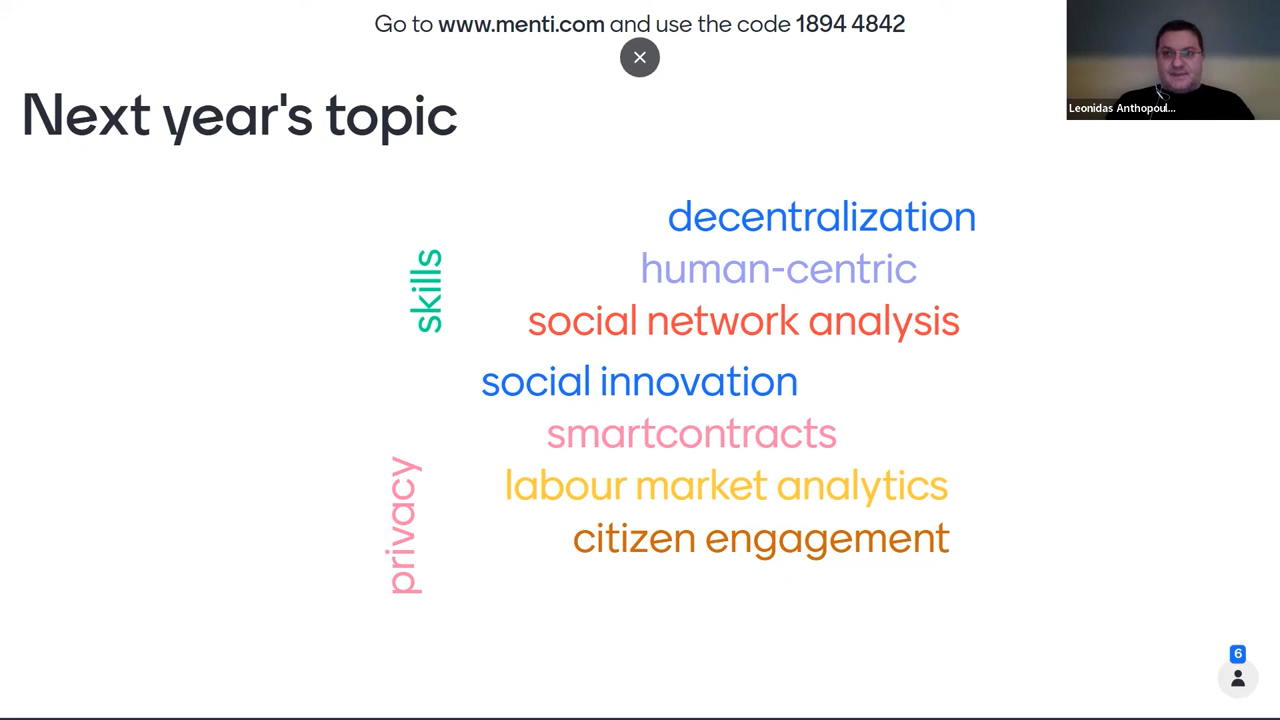 Go to www.menti.com and use the code 1894 4842
Leonidas Anthopoul...
Next year's topic
decentralization
human-centric
skills
social network analysis
social innovation
smartcontracts
labour market analytics
privacy
citizen engagement
6